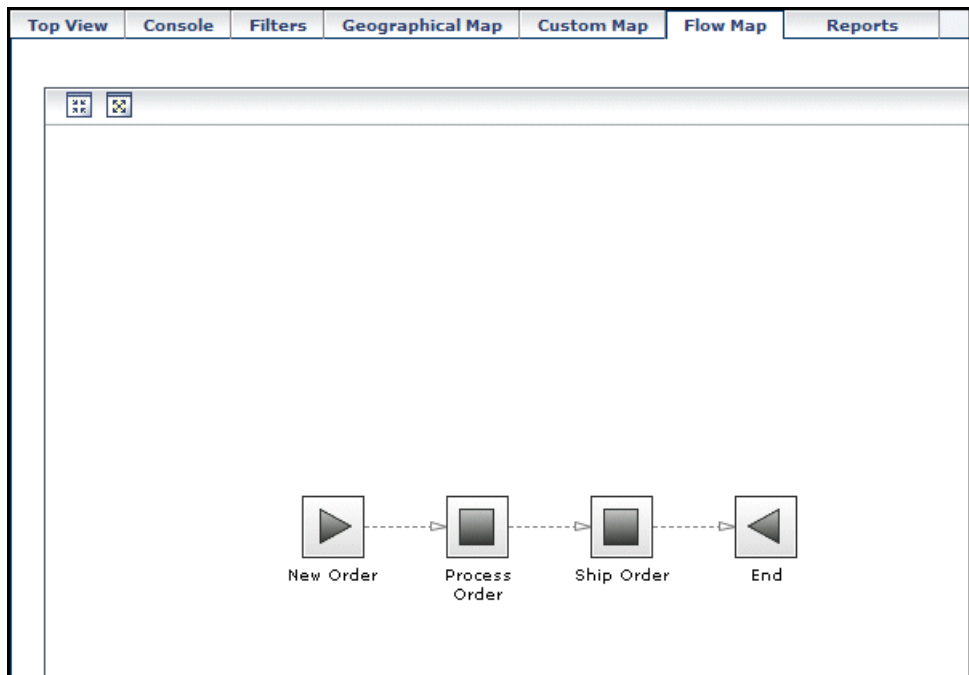 Top View Console Filters Geographical Map Custom Map Flow Map Reports
New Order Process Ship Order End
Order